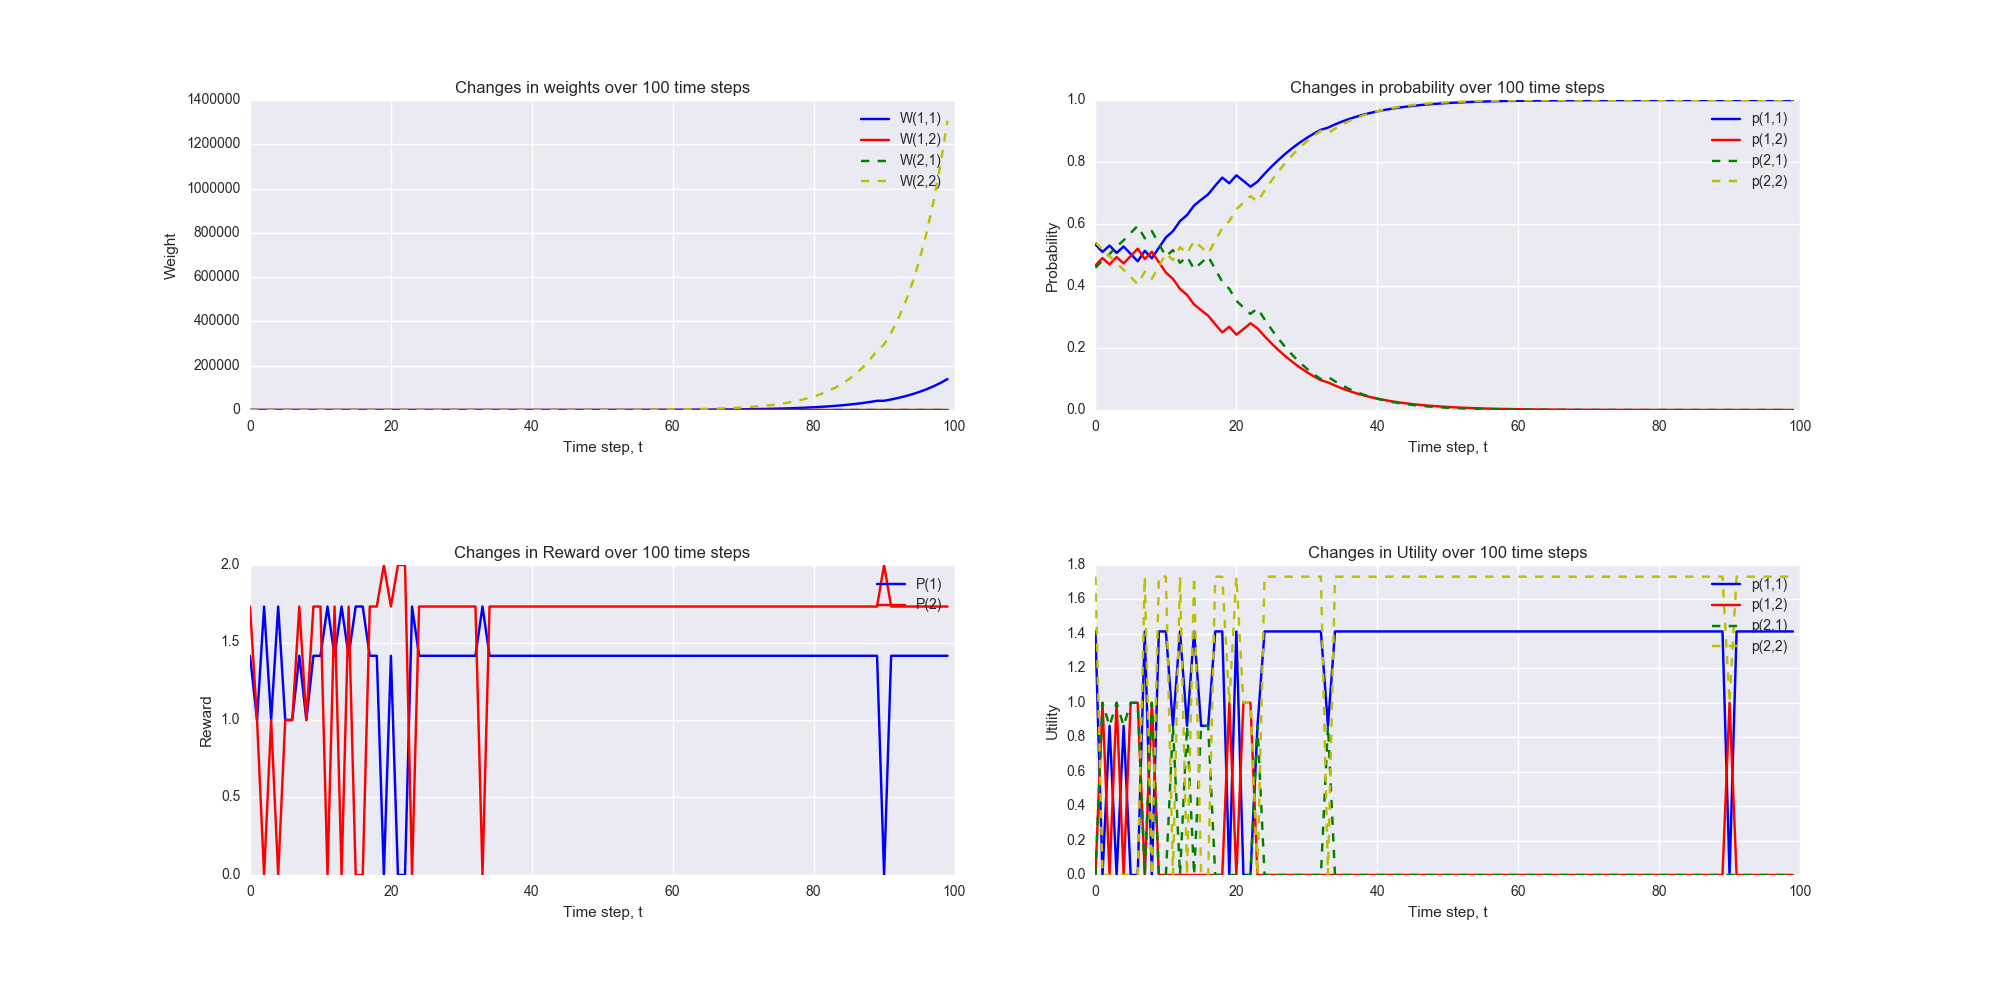 Changes in weights over 100 time steps
1400000
1200000
1000000
800000
600000
400000
200000
0
Weight
W(1,1)
W(1,2)
W(2,1)
W(2,2)
0 20 40 60 80 100
Time step, t
Changes in probability over 100 time steps
1.0
0.8
0.6
0.4
0.2
0.0
Probability
p(1,1)
p(1,2)
p(2,1)
p(2,2)
0 20 40 60 80 100
Time step, t
Changes in Reward over 100 time steps
2.0
1.5
1.0
0.5
0.0
Reward
P(1)
P(2)
0 20 40 60 80 100
Time step, t
Changes in Utility over 100 time steps
1.8
1.6
1.4
1.2
1.0
0.8
0.6
0.4
0.2
0.0
Utility
p(1,1)
p(1,2)
p(2,1)
p(2,2)
0 20 40 60 80 100
Time step, t